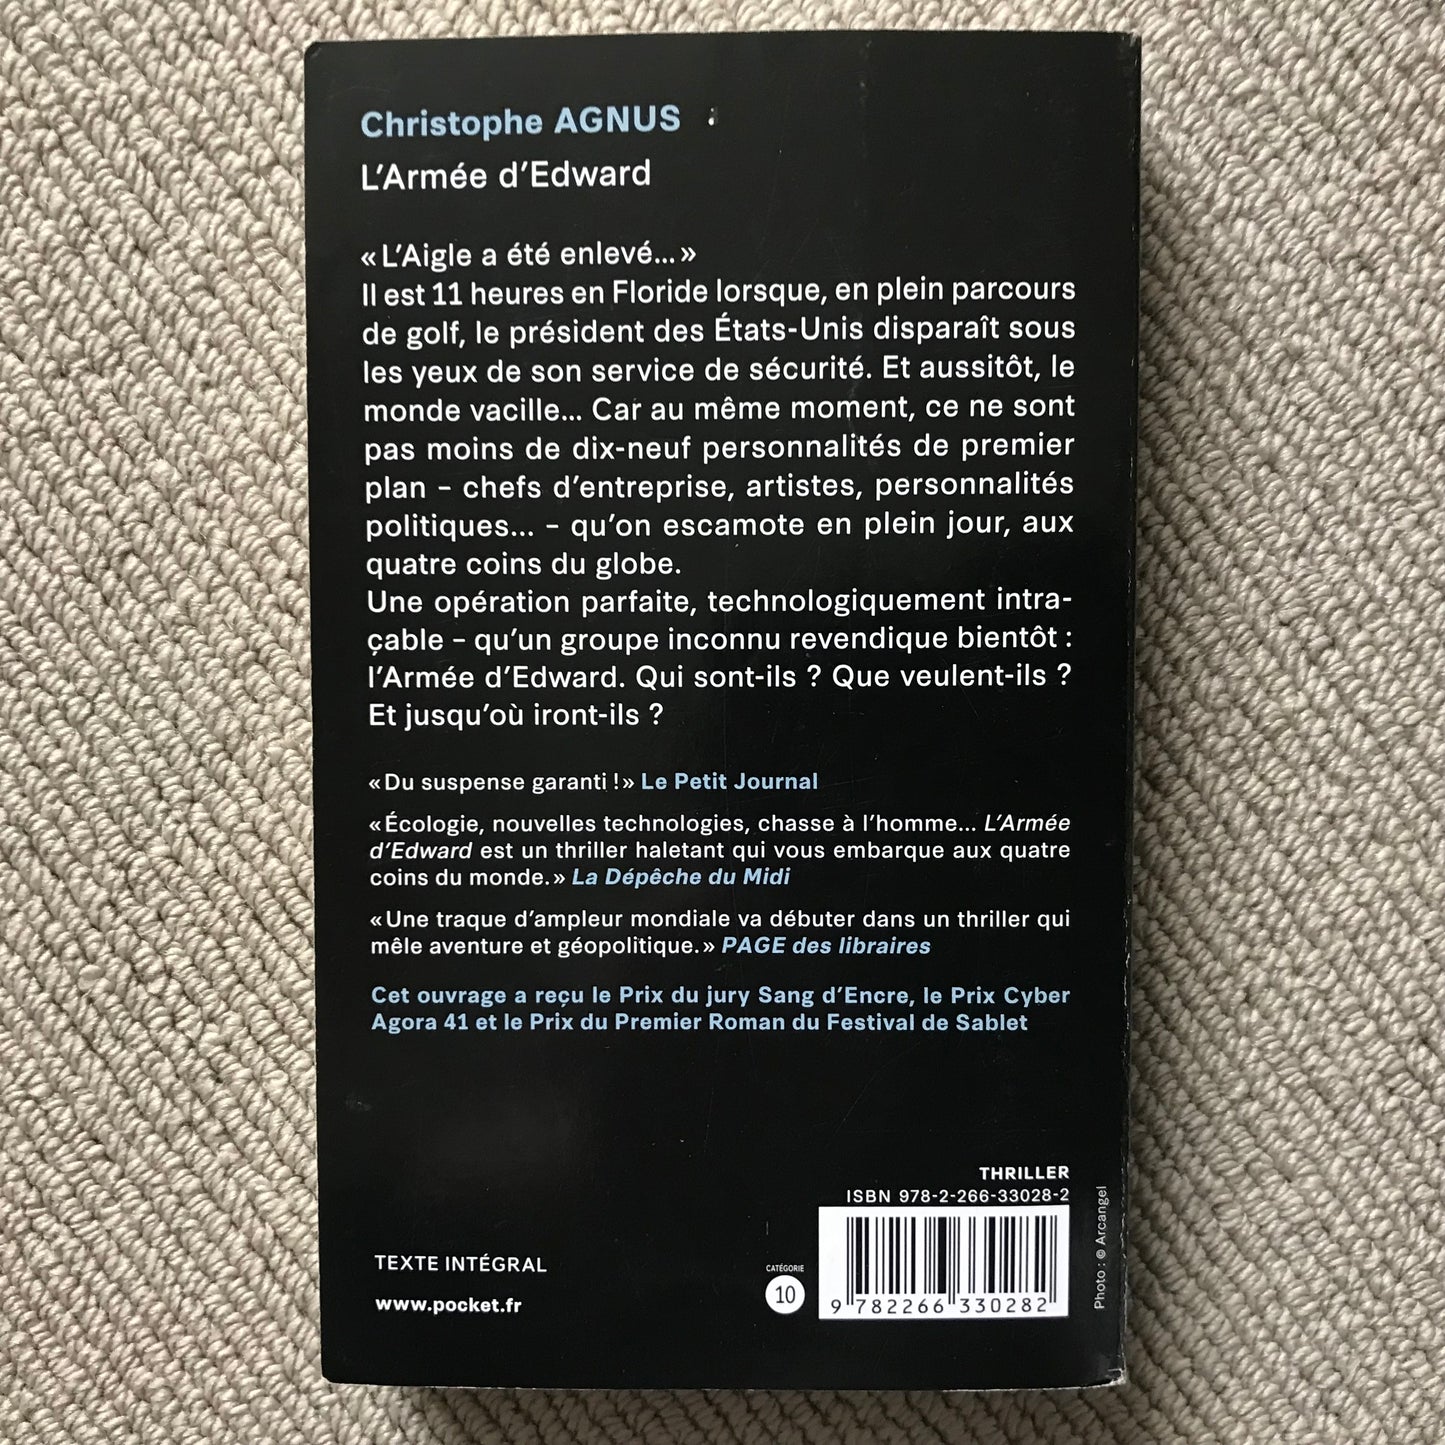 Christophe AGNUS
L'Armée d'Edward
« L'Aigle a été enlevé... »
Il est 11 heures en Floride lorsque, en plein parcours
de golf, le président des États-Unis disparaît sous
les yeux de son service de sécurité. Et aussitôt, le
monde vacille... Car au même moment, ce ne sont
pas moins de dix-neuf personnalités de premier
plan – chefs d'entreprise, artistes, personnalités
politiques... – qu'on escamote en plein jour, aux
quatre coins du globe.
Une opération parfaite, technologiquement intra-
çable – qu'un groupe inconnu revendique bientôt :
l'Armée d'Edward. Qui sont-ils ? Que veulent-ils ?
Et jusqu'où iront-ils ?
« Du suspense garanti ! » Le Petit Journal
« Écologie, nouvelles technologies, chasse à l'homme... L'Armée
d'Edward est un thriller haletant qui vous embarque aux quatre
coins du monde. » La Dépêche du Midi
« Une traque d'ampleur mondiale va débuter dans un thriller qui
mêle aventure et géopolitique. » PAGE des libraires
Cet ouvrage a reçu le Prix du jury Sang d'Encre, le Prix Cyber
Agora 41 et le Prix du Premier Roman du Festival de Sablet
THRILLER
ISBN 978-2-266-33028-2
TEXTE INTÉGRAL
www.pocket.fr
CATÉGORIE
10
9 782266 330282
Photo : © Arcangel